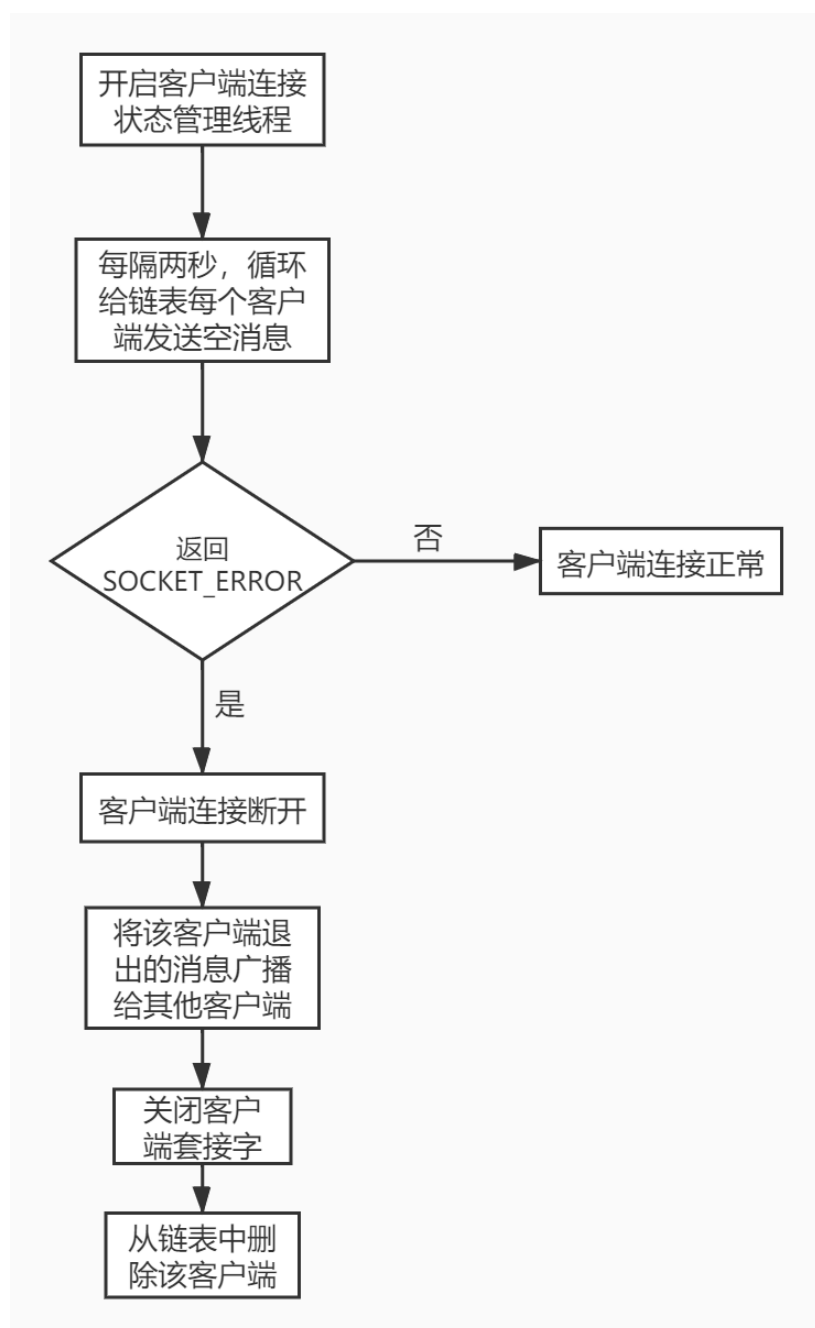 开启客户端连接
状态管理线程
每隔两秒，循环
给链表每个客户
端发送空消息
返回
SOCKET_ERROR
否
客户端连接正常
是
客户端连接断开
将该客户端退
出的消息广播
给其他客户端
关闭客户
端套接字
从链表中删
除该客户端